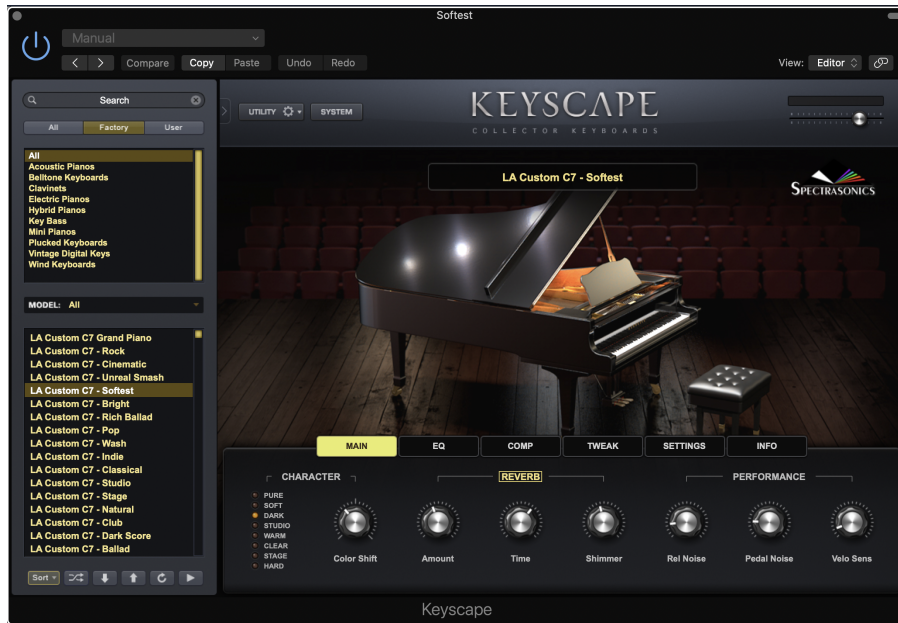 Softest
Manual
Compare Copy Paste Undo Redo
View: Editor
Search
All Factory User
All
Acoustic Pianos
Belltone Keyboards
Clavinets
Electric Pianos
Hybrid Pianos
Key Bass
Mini Pianos
Plucked Keyboards
Vintage Digital Keys
Wind Keyboards
MODEL: All
LA Custom C7 Grand Piano
LA Custom C7 - Rock
LA Custom C7 - Cinematic
LA Custom C7 - Unreal Smash
LA Custom C7 - Softest
LA Custom C7 - Bright
LA Custom C7 - Rich Ballad
LA Custom C7 - Pop
LA Custom C7 - Wash
LA Custom C7 - Indie
LA Custom C7 - Classical
LA Custom C7 - Studio
LA Custom C7 - Stage
LA Custom C7 - Natural
LA Custom C7 - Club
LA Custom C7 - Dark Score
LA Custom C7 - Ballad
Sort
UTILITY SYSTEM
KEYSCAPE
COLLECTOR KEYBOARDS
LA Custom C7 - Softest
SPECTRASONICS
MAIN EQ COMP TWEAK SETTINGS INFO
CHARACTER REVERB PERFORMANCE
PURE
SOFT
DARK
STUDIO
WARM
CLEAR
STAGE
HARD
Color Shift Amount Time Shimmer Rel Noise Pedal Noise Velo Sens
Keyscape